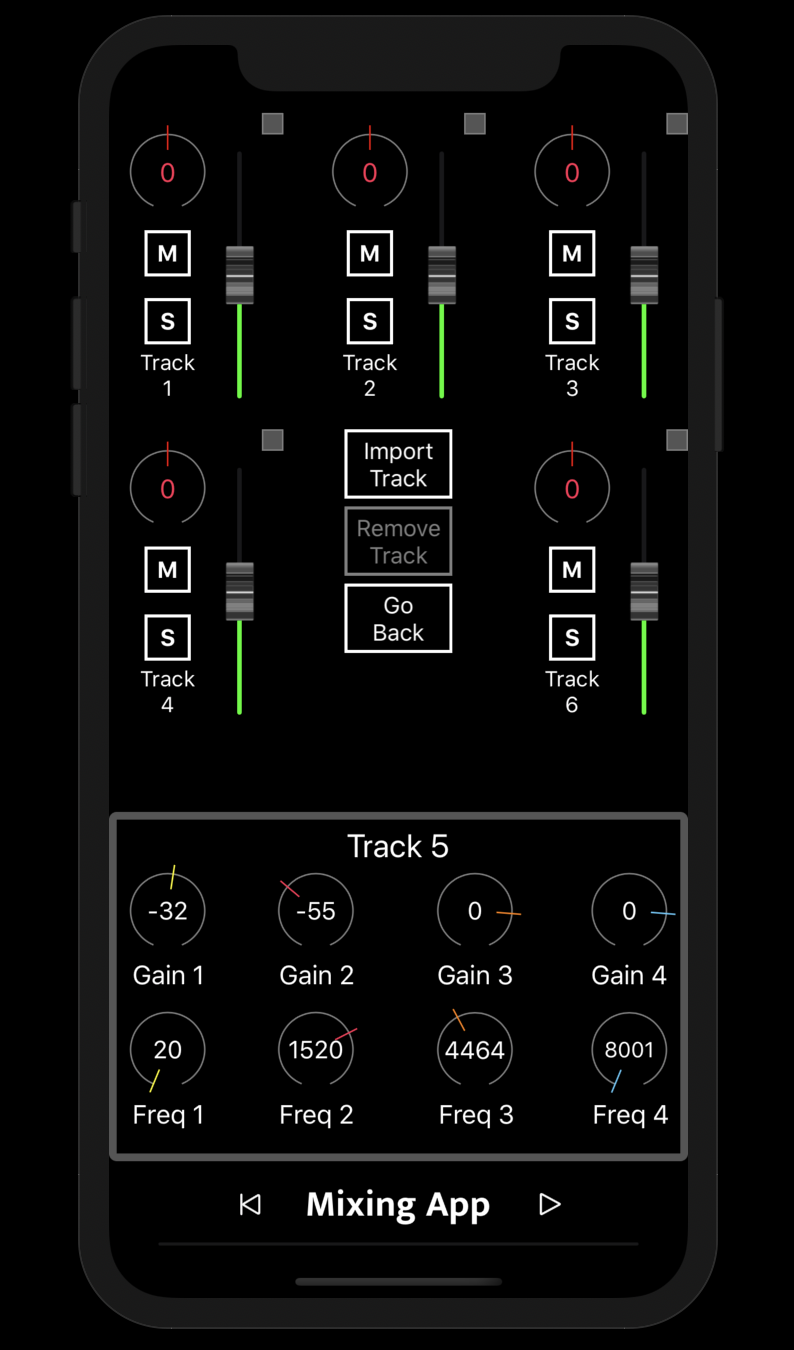 0 0 0
M M M
S S S
Track Track Track
1 2 3
Import
Track
0 0
Remove
Track
M M
Go
Back
S S
Track Track
4 6
Track 5
-32 -55 0 0
Gain 1 Gain 2 Gain 3 Gain 4
20 1520 4464 8001
Freq 1 Freq 2 Freq 3 Freq 4
Mixing App